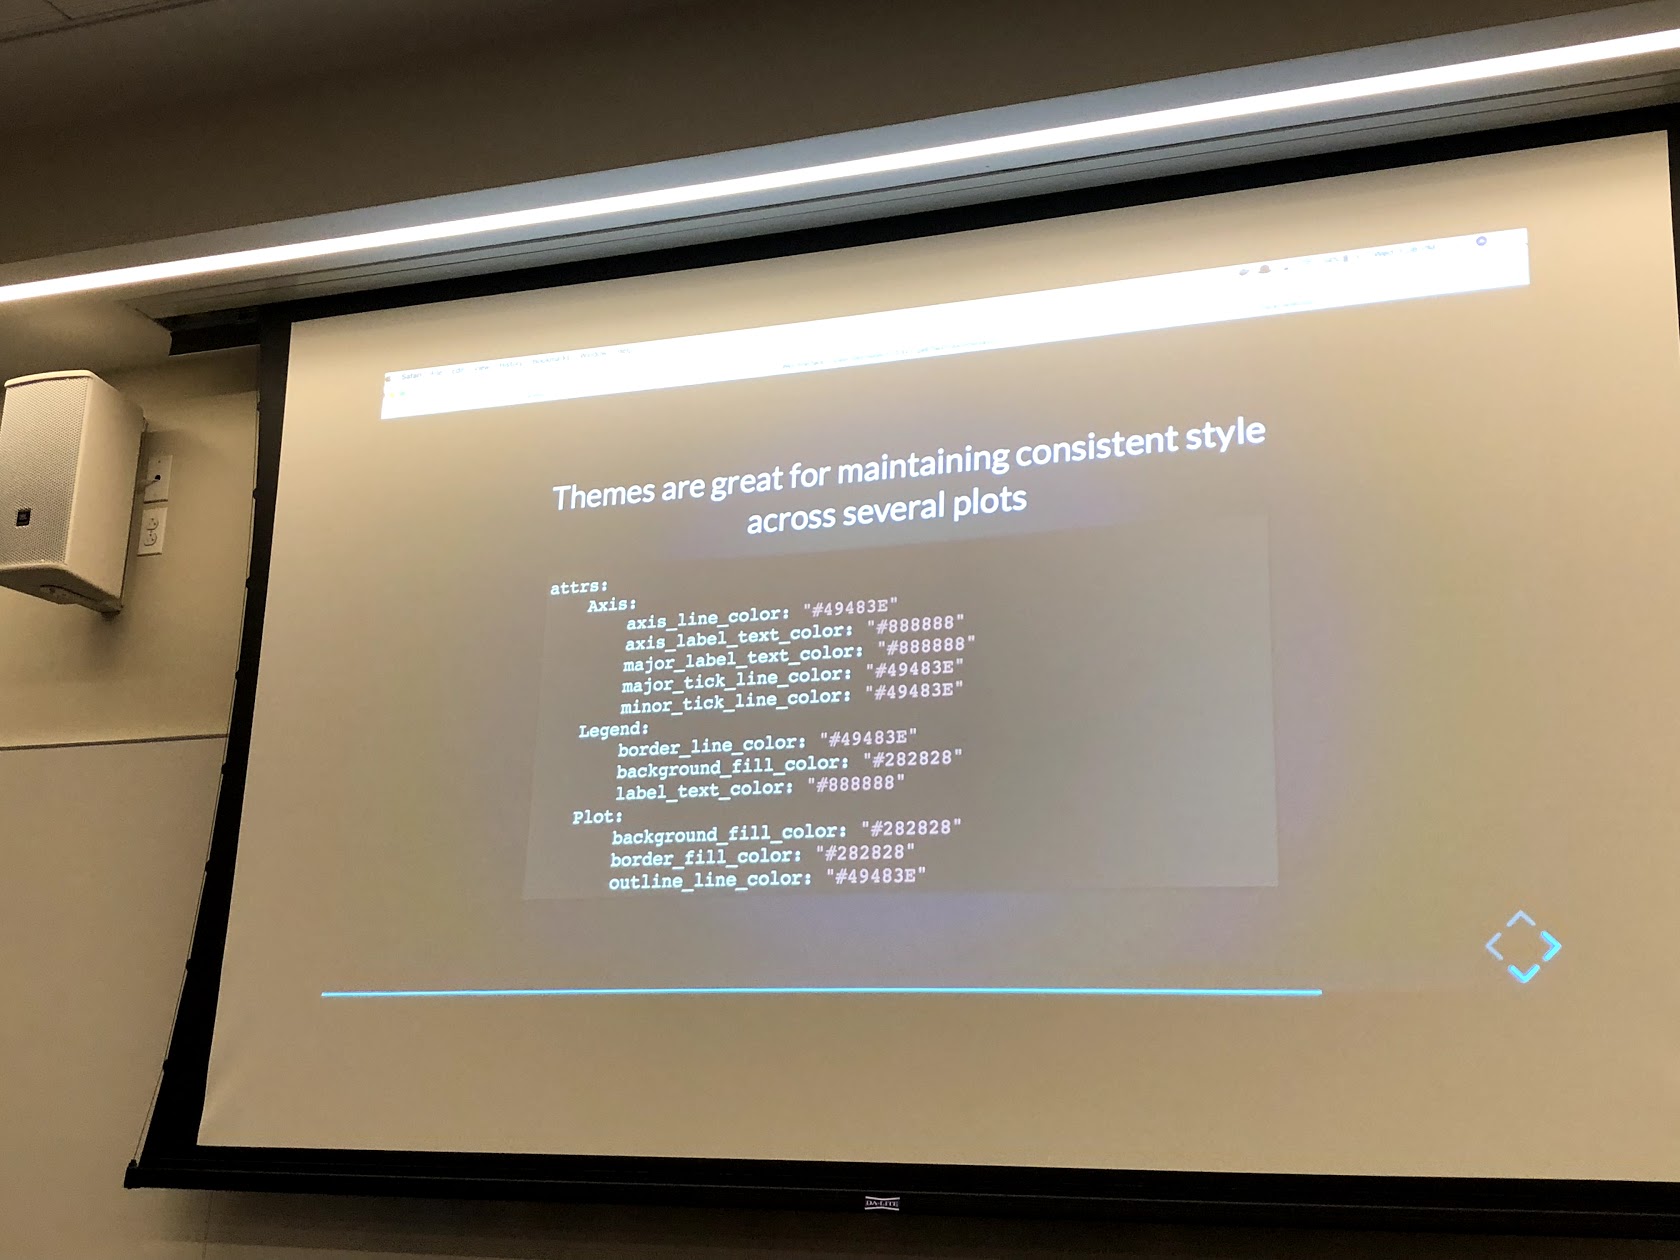 Themes are great for maintaining consistent style
across several plots
attrs:
Axis:
axis_line_color: "#49483E"
axis_label_text_color: "#888888"
major_label_text_color: "#888888"
major_tick_line_color: "#49483E"
minor_tick_line_color: "#49483E"
Legend:
border_line_color: "#49483E"
background_fill_color: "#282828"
label_text_color: "#888888"
Plot:
background_fill_color: "#282828"
border_fill_color: "#282828"
outline_line_color: "#49483E"
DA-LITE